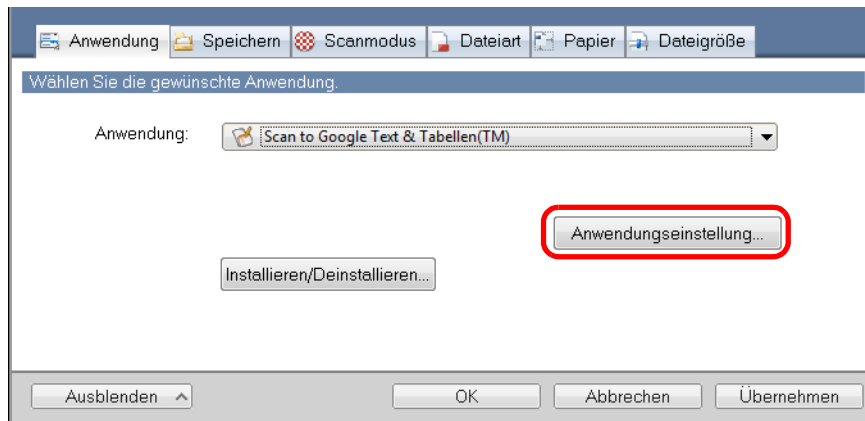 Anwendung Speichern Scanmodus Dateiart Papier Dateigröße
Wählen Sie die gewünschte Anwendung.
Anwendung: Scan to Google Text & Tabellen(TM)
Anwendungseinstellung...
Installieren/Deinstallieren...
Ausblenden OK Abbrechen Übernehmen